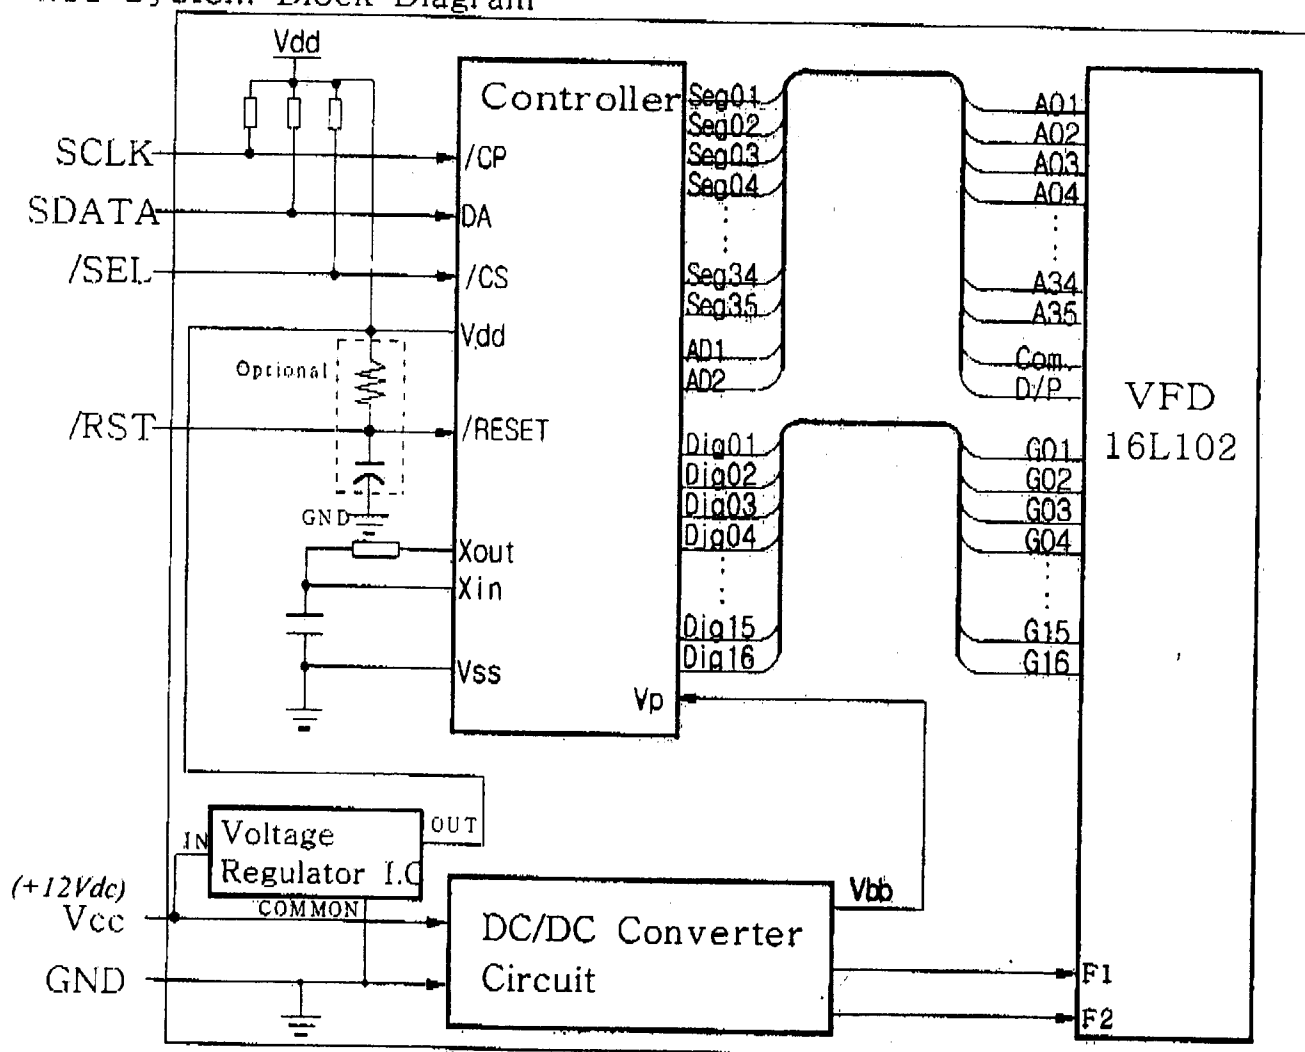 System Block Diagram
Vdd
Controller
SCLK
/CP
SDATA
DA
/SEL
/CS
Vdd
Optional
/RST
/RESET
GND
Xout
Xin
Vss
Vp
Seg01
Seg02
Seg03
Seg04
Seg34
Seg35
AD1
AD2
Dig01
Dig02
Dig03
Dig04
Dig15
Dig16
A01
A02
A03
A04
A34
A35
Com.
D/P
G01
G02
G03
G04
G15
G16
VFD
16L102
F1
F2
IN
Voltage
Regulator I.C
OUT
COMMON
(+12Vdc)
Vcc
GND
DC/DC Converter
Circuit
Vbb